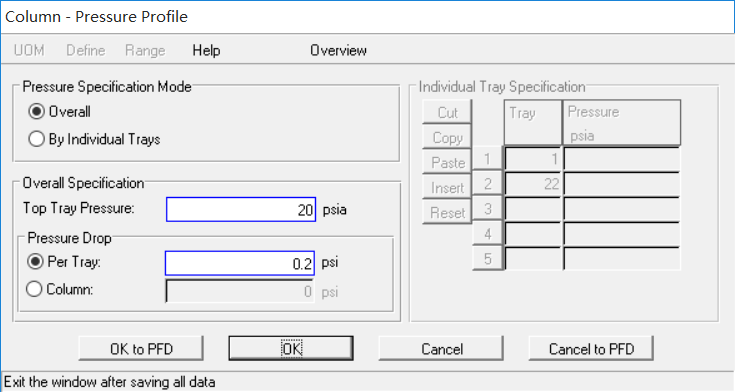 Column - Pressure Profile
UOM Define Range Help Overview
Pressure Specification Mode
Overall
By Individual Trays
Overall Specification
Top Tray Pressure: 20 psia
Pressure Drop
Per Tray: 0.2 psi
Column: 0 psi
Individual Tray Specification
Cut
Copy
Paste
Insert
Reset
Tray Pressure
psia
1 1
2 22
3
4
5
OK to PFD OK Cancel Cancel to PFD
Exit the window after saving all data